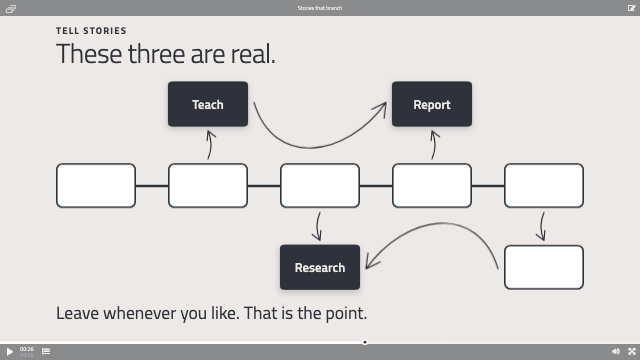 Stories that branch
TELL STORIES
These three are real.
Teach
Report
Research
Leave whenever you like. That is the point.
00:26